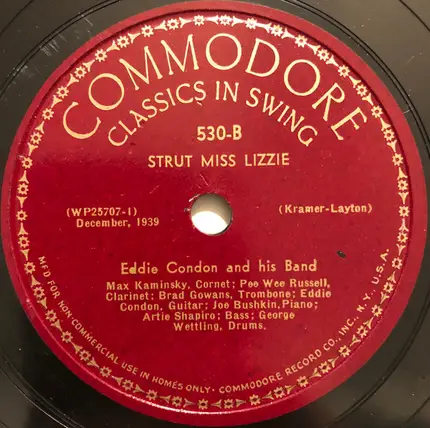 COMMODORE
CLASSICS IN SWING
530-B
STRUT MISS LIZZIE
(WP25707-1)
December, 1939
(Kramer-Layton)
Eddie Condon and his Band
Max Kaminsky, Cornet; Pee Wee Russell,
Clarinet; Brad Gowans, Trombone; Eddie
Condon, Guitar; Joe Bushkin, Piano;
Artie Shapiro; Bass; George
Wettling, Drums.
MFD FOR NON-COMMERCIAL USE IN HOMES ONLY • COMMODORE RECORD CO., INC., N.Y. U.S.A.